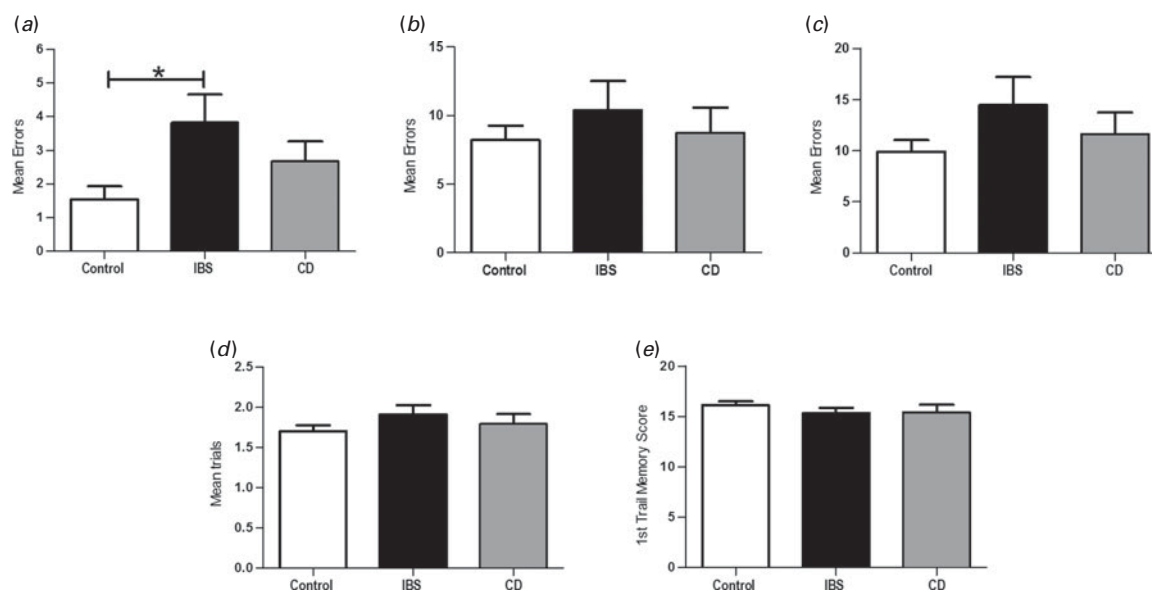 (a)
Mean Errors
6
5
4
3
2
1
0
*
Control IBS CD
(b)
Mean Errors
15
10
5
0
Control IBS CD
(c)
Mean Errors
20
15
10
5
0
Control IBS CD
(d)
Mean trials
2.5
2.0
1.5
1.0
0.5
0.0
Control IBS CD
(e)
1st Trail Memory Score
20
15
10
5
0
Control IBS CD